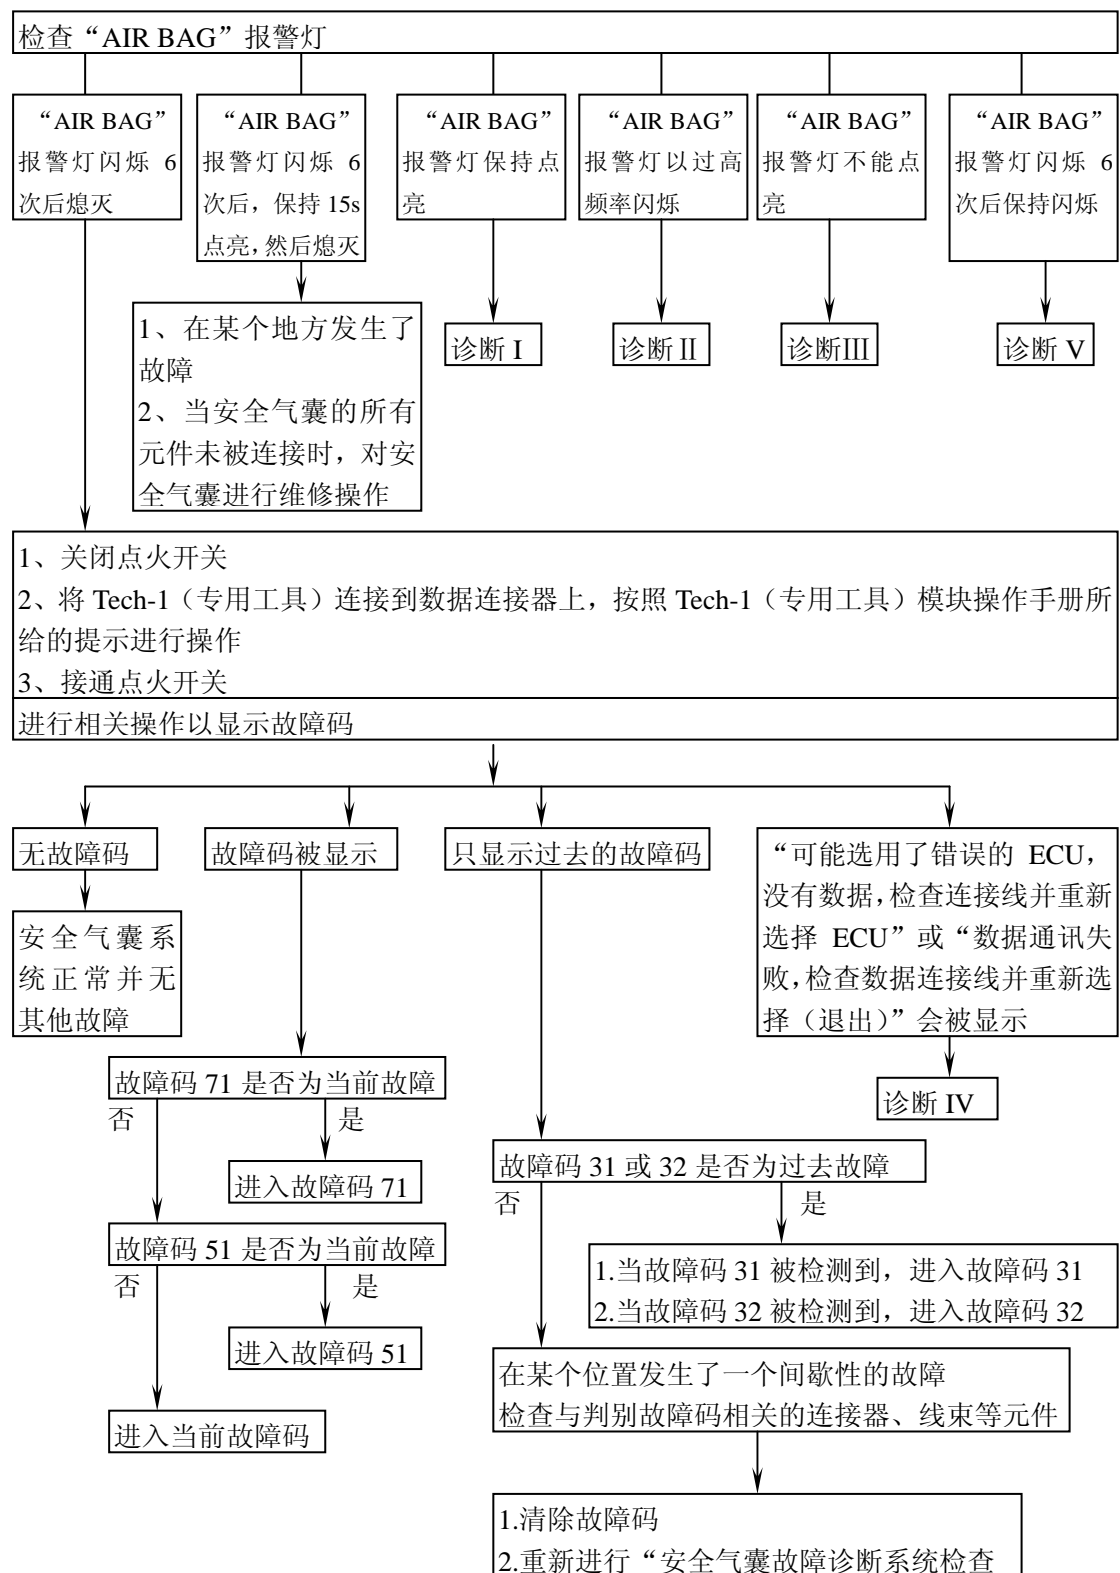 检查“AIR BAG”报警灯
“AIR BAG”
报警灯闪烁 6
次后熄灭
“AIR BAG”
报警灯闪烁 6
次后，保持 15s
点亮，然后熄灭
“AIR BAG”
报警灯保持点
亮
“AIR BAG”
报警灯以过高
频率闪烁
“AIR BAG”
报警灯不能点
亮
“AIR BAG”
报警灯闪烁 6
次后保持闪烁
1、在某个地方发生了
故障
2、当安全气囊的所有
元件未被连接时，对安
全气囊进行维修操作
诊断 I
诊断Ⅱ
诊断Ⅲ
诊断 V
1、关闭点火开关
2、将 Tech-1（专用工具）连接到数据连接器上，按照 Tech-1（专用工具）模块操作手册所
给的提示进行操作
3、接通点火开关
进行相关操作以显示故障码
无故障码
故障码被显示
只显示过去的故障码
“可能选用了错误的 ECU，
没有数据，检查连接线并重新
选择 ECU”或“数据通讯失
败，检查数据连接线并重新选
择（退出）”会被显示
安全气囊系
统正常并无
其他故障
诊断 IV
故障码 71 是否为当前故障
否
是
进入故障码 71
故障码 51 是否为当前故障
否
是
进入故障码 51
进入当前故障码
故障码 31 或 32 是否为过去故障
否
是
1.当故障码 31 被检测到，进入故障码 31
2.当故障码 32 被检测到，进入故障码 32
在某个位置发生了一个间歇性的故障
检查与判别故障码相关的连接器、线束等元件
1.清除故障码
2.重新进行“安全气囊故障诊断系统检查